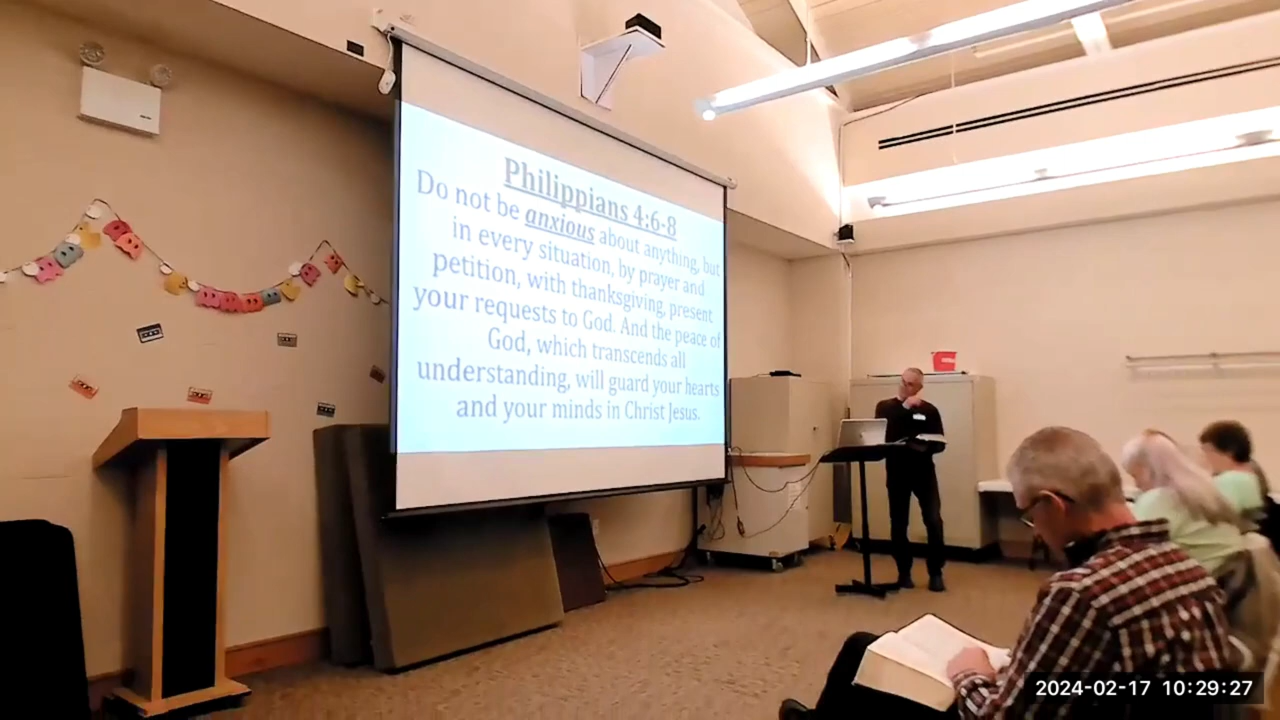 Philippians 4:6-8
Do not be anxious about anything, but
in every situation, by prayer and
petition, with thanksgiving, present
your requests to God. And the peace of
God, which transcends all
understanding, will guard your hearts
and your minds in Christ Jesus.
2024-02-17 10:29:27